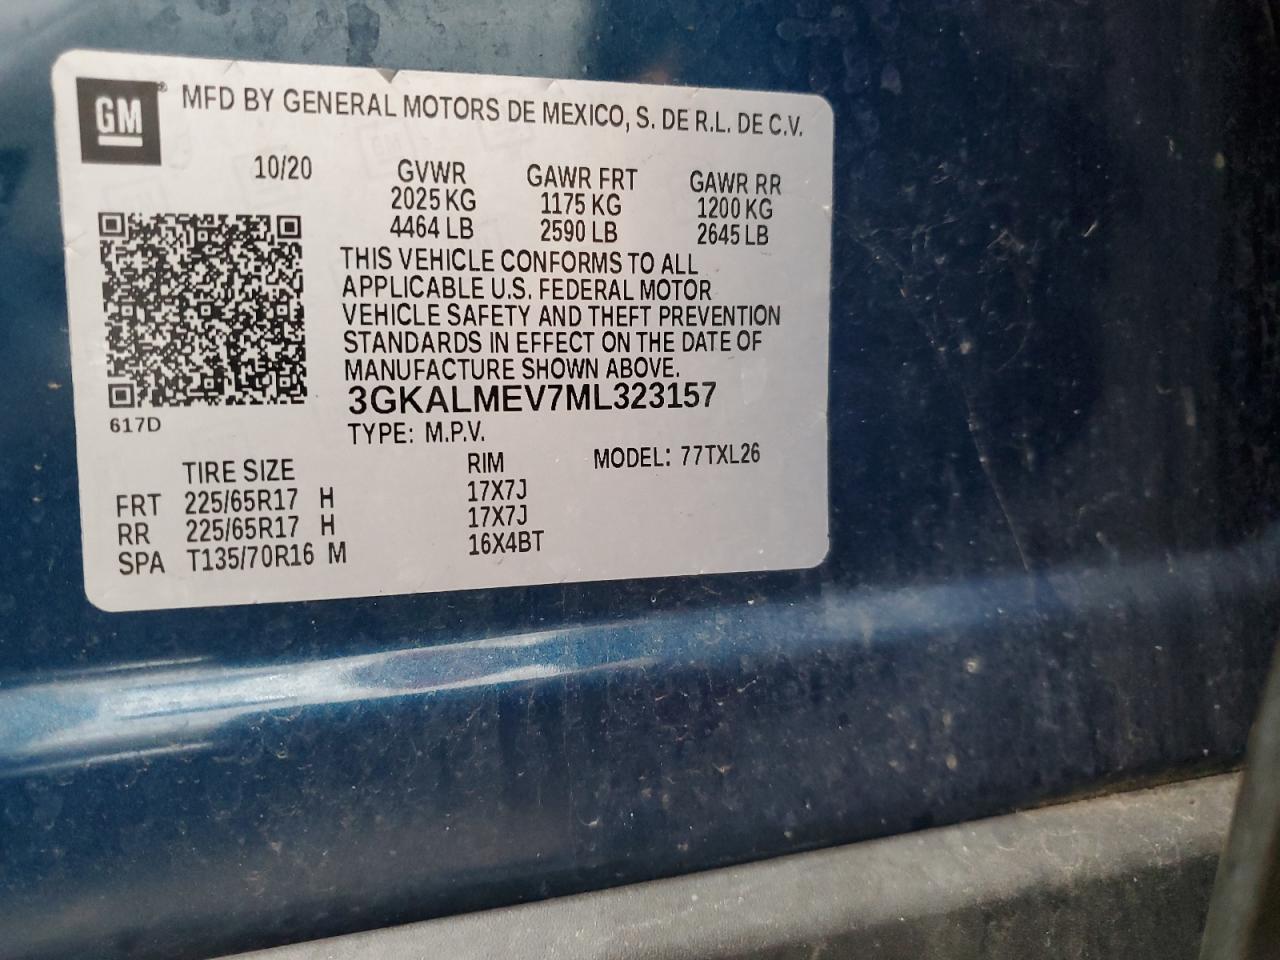 GM ® MFD BY GENERAL MOTORS DE MEXICO, S. DE R.L. DE C.V.
10/20 GVWR GAWR FRT GAWR RR
2025 KG 1175 KG 1200 KG
4464 LB 2590 LB 2645 LB
THIS VEHICLE CONFORMS TO ALL
APPLICABLE U.S. FEDERAL MOTOR
VEHICLE SAFETY AND THEFT PREVENTION
STANDARDS IN EFFECT ON THE DATE OF
MANUFACTURE SHOWN ABOVE.
3GKALMEV7ML323157
617D
TYPE: M.P.V.
TIRE SIZE RIM MODEL: 77TXL26
FRT 225/65R17 H 17X7J
RR 225/65R17 H 17X7J
SPA T135/70R16 M 16X4BT